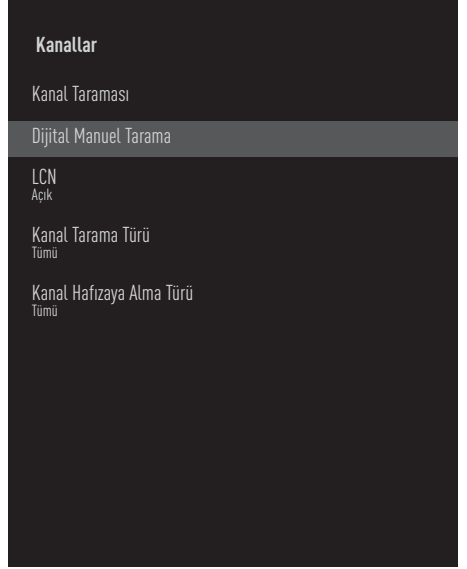 Kanallar
Kanal Taraması
Dijital Manuel Tarama
LCN
Açık
Kanal Tarama Türü
Tümü
Kanal Hafızaya Alma Türü
Tümü